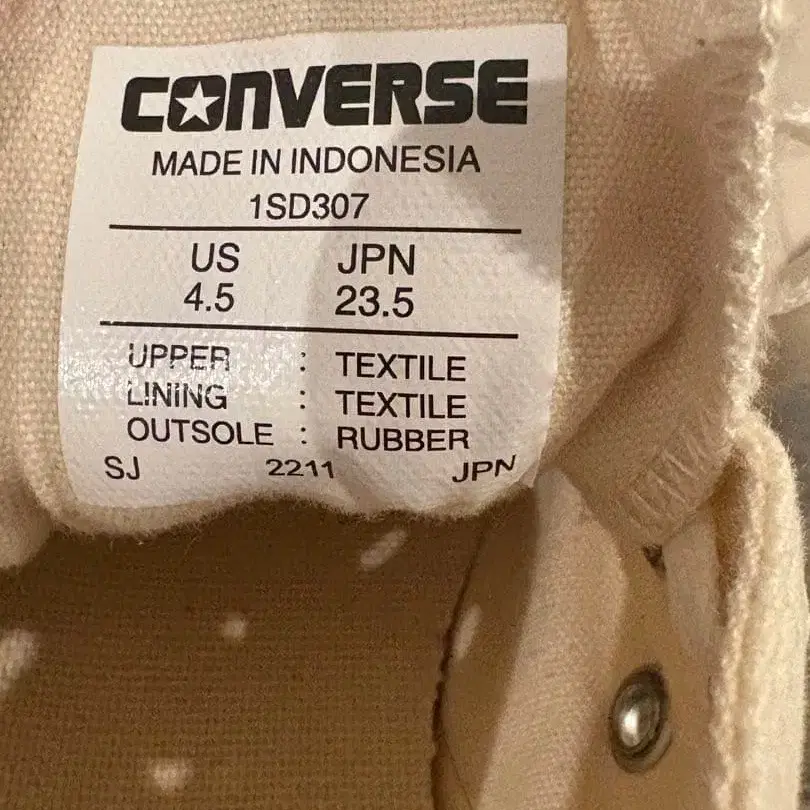 CONVERSE
MADE IN INDONESIA
1SD307
US JPN
4.5 23.5
UPPER : TEXTILE
LINING : TEXTILE
OUTSOLE : RUBBER
SJ 2211 JPN